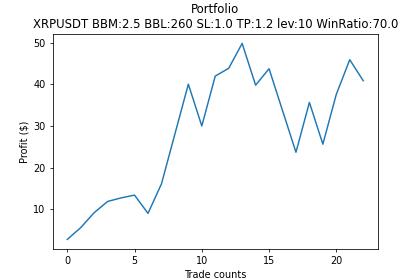 Portfolio
XRPUSDT BBM:2.5 BBL:260 SL:1.0 TP:1.2 lev:10 WinRatio:70.0
50
40
30
20
10
Profit ($)
0
5
10
15
20
Trade counts